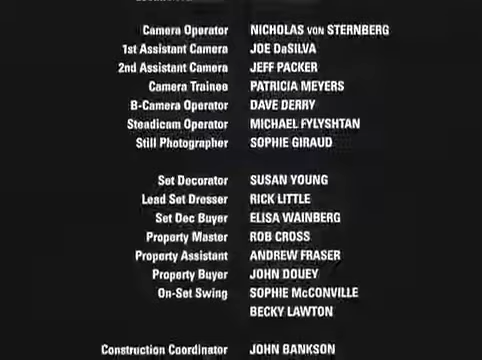 Camera Operator NICHOLAS VON STERNBERG
1st Assistant Camera JOE DaSILVA
2nd Assistant Camera JEFF PACKER
Camera Trainee PATRICIA MEYERS
B-Camera Operator DAVE DERRY
Steadicam Operator MICHAEL FYLYSHTAN
Still Photographer SOPHIE GIRAUD
Set Decorator SUSAN YOUNG
Lead Set Dresser RICK LITTLE
Set Dec Buyer ELISA WAINBERG
Property Master ROB CROSS
Property Assistant ANDREW FRASER
Property Buyer JOHN DOUEY
On-Set Swing SOPHIE McCONVILLE
BECKY LAWTON
Construction Coordinator JOHN BANKSON